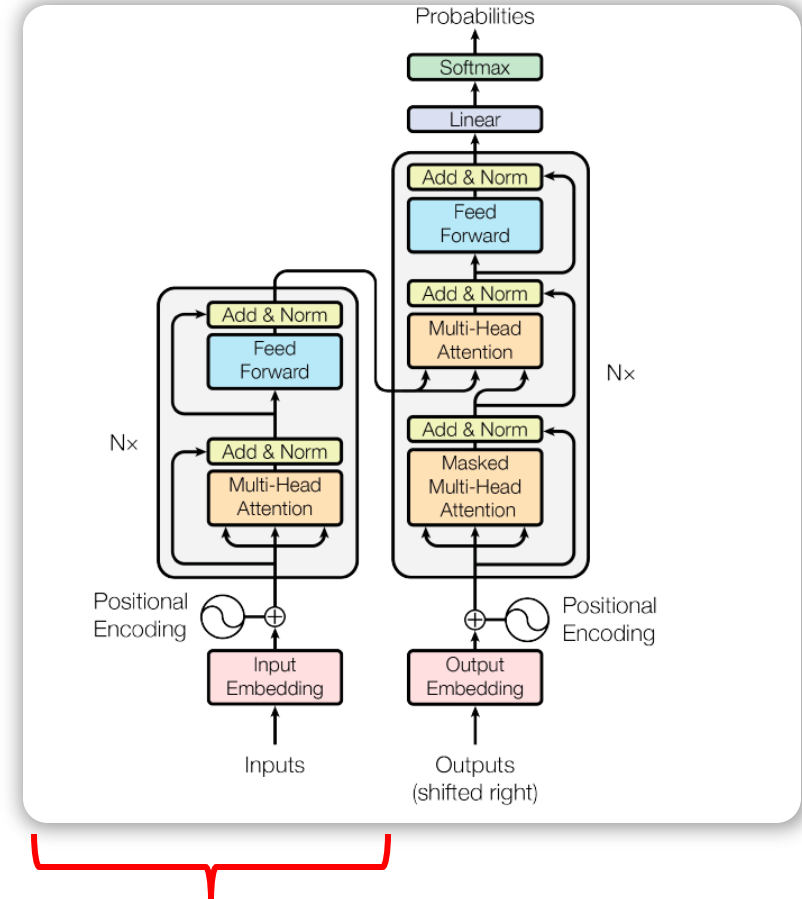 Probabilities
Softmax
Linear
Add & Norm
Feed
Forward
Add & Norm
Multi-Head
Attention
Add & Norm
Masked
Multi-Head
Attention
N×
Add & Norm
Feed
Forward
Add & Norm
Multi-Head
Attention
N×
Positional
Encoding
Positional
Encoding
Input
Embedding
Output
Embedding
Inputs
Outputs
(shifted right)